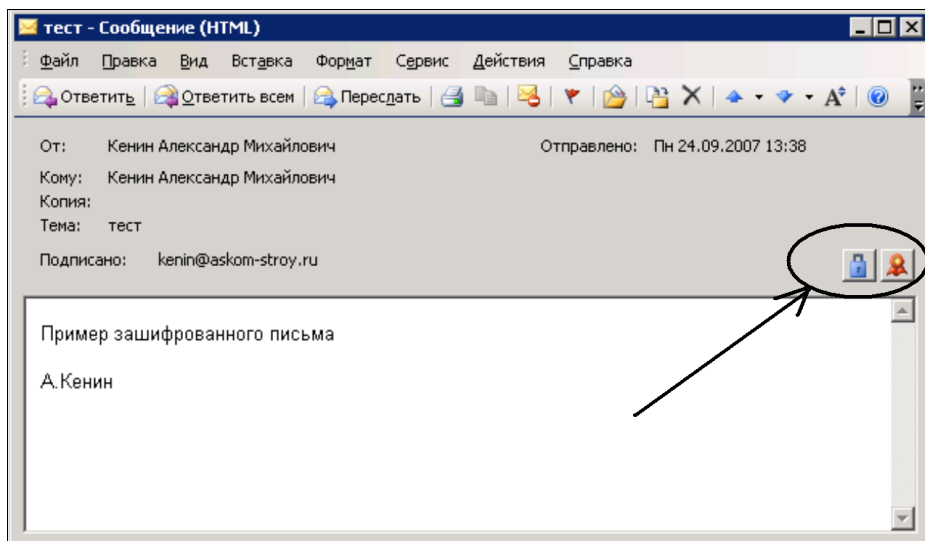 тест - Сообщение (HTML)
Файл Правка Вид Вставка Формат Сервис Действия Справка
Ответить Ответить всем Переслать
От: Кенин Александр Михайлович Отправлено: Пн 24.09.2007 13:38
Кому: Кенин Александр Михайлович
Копия:
Тема: тест
Подписано: kenin@askom-stroy.ru
Пример зашифрованного письма
А.Кенин